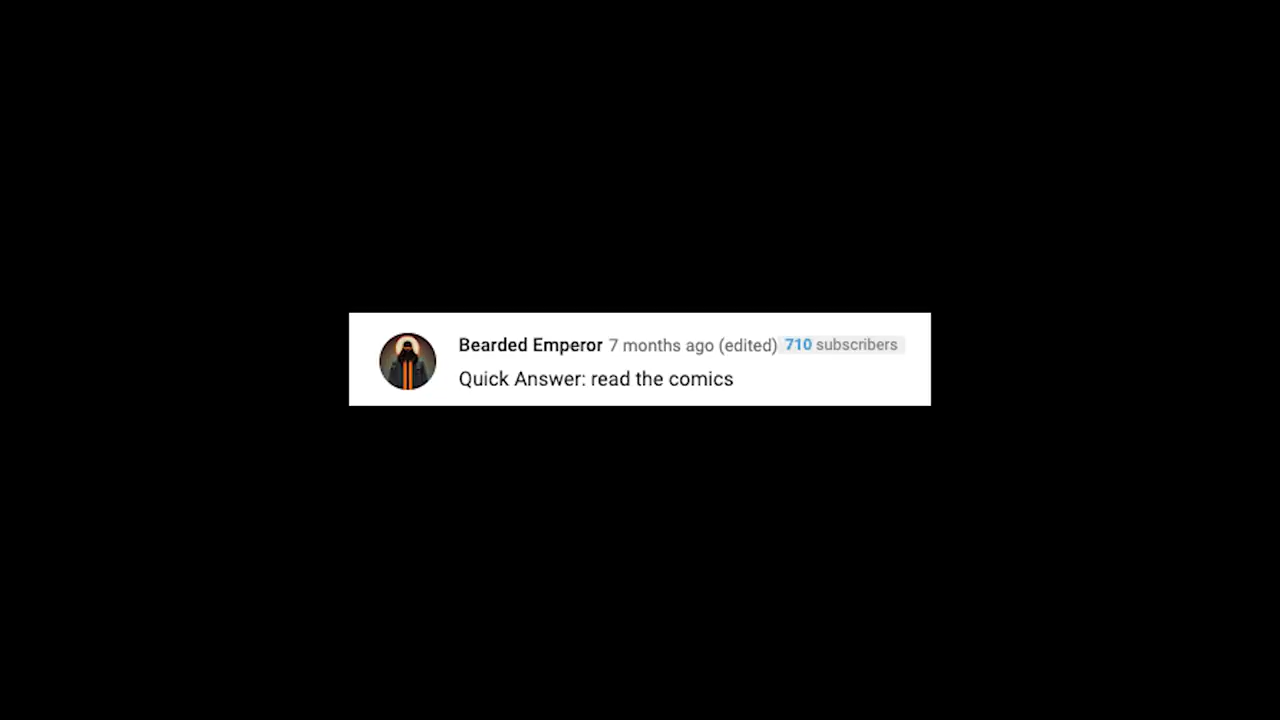 Bearded Emperor 7 months ago (edited) 710 subscribers
Quick Answer: read the comics